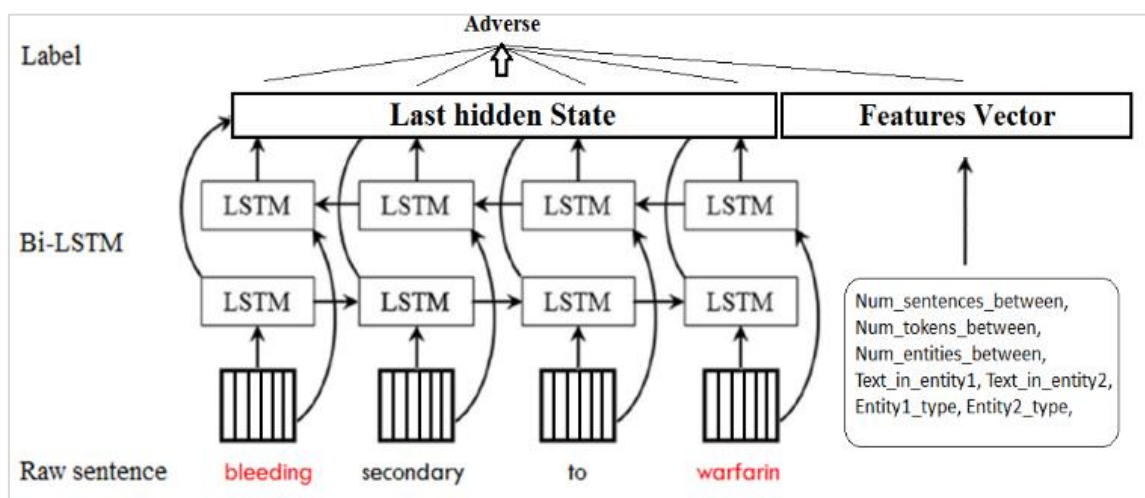 Adverse
Label
Last hidden State
Features Vector
LSTM LSTM LSTM LSTM
Bi-LSTM
LSTM LSTM LSTM LSTM
Num_sentences_between,
Num_tokens_between,
Num_entities_between,
Text_in_entity1, Text_in_entity2,
Entity1_type, Entity2_type,
Raw sentence bleeding secondary to warfarin